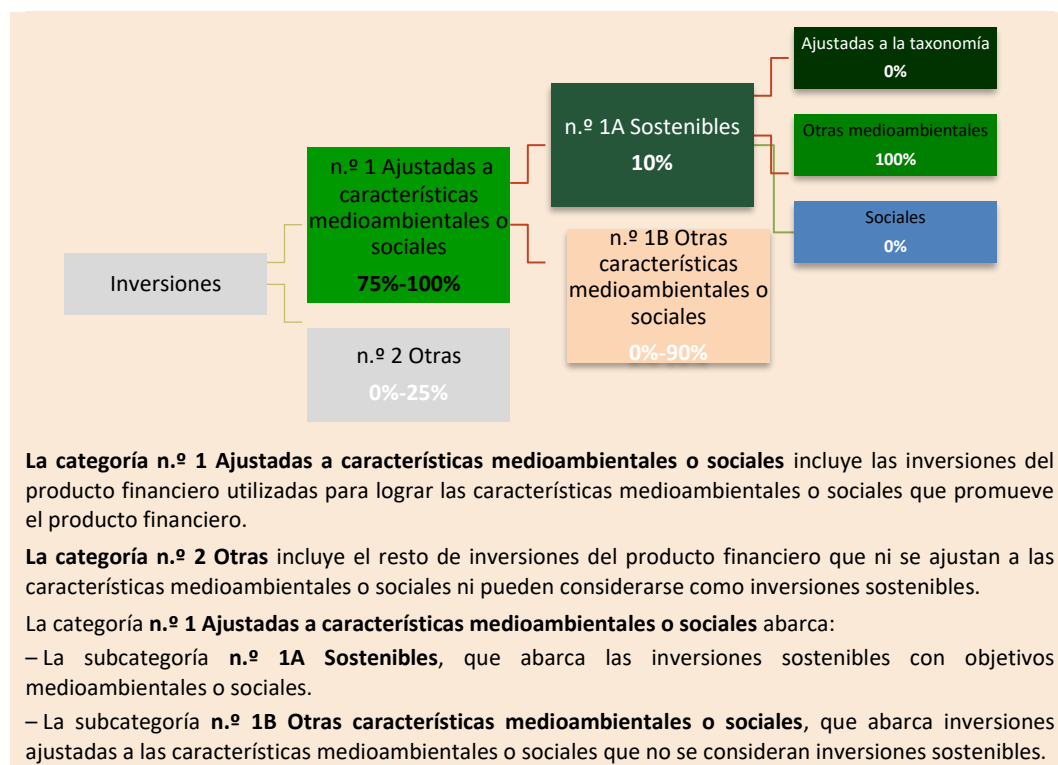 Ajustadas a la taxonomía
0%
n.º 1A Sostenibles
10%
Otras medioambientales
100%
n.º 1 Ajustadas a
características
medioambientales o
sociales
75%-100%
Sociales
0%
n.º 1B Otras
características
medioambientales o
sociales
0%-90%
Inversiones
n.º 2 Otras
0%-25%
La categoría n.º 1 Ajustadas a características medioambientales o sociales incluye las inversiones del
producto financiero utilizadas para lograr las características medioambientales o sociales que promueve
el producto financiero.
La categoría n.º 2 Otras incluye el resto de inversiones del producto financiero que ni se ajustan a las
características medioambientales o sociales ni pueden considerarse como inversiones sostenibles.
La categoría n.º 1 Ajustadas a características medioambientales o sociales abarca:
– La subcategoría n.º 1A Sostenibles, que abarca las inversiones sostenibles con objetivos
medioambientales o sociales.
– La subcategoría n.º 1B Otras características medioambientales o sociales, que abarca inversiones
ajustadas a las características medioambientales o sociales que no se consideran inversiones sostenibles.